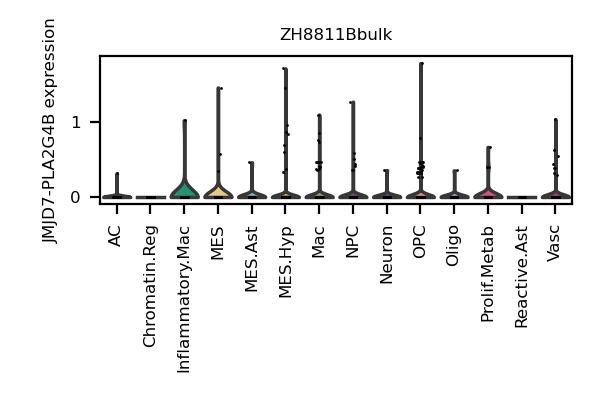 ZH8811Bbulk
JMJD7-PLA2G4B expression
1
0
AC
Chromatin.Reg
Inflammatory.Mac
MES
MES.Ast
MES.Hyp
Mac
NPC
Neuron
OPC
Oligo
Prolif.Metab
Reactive.Ast
Vasc